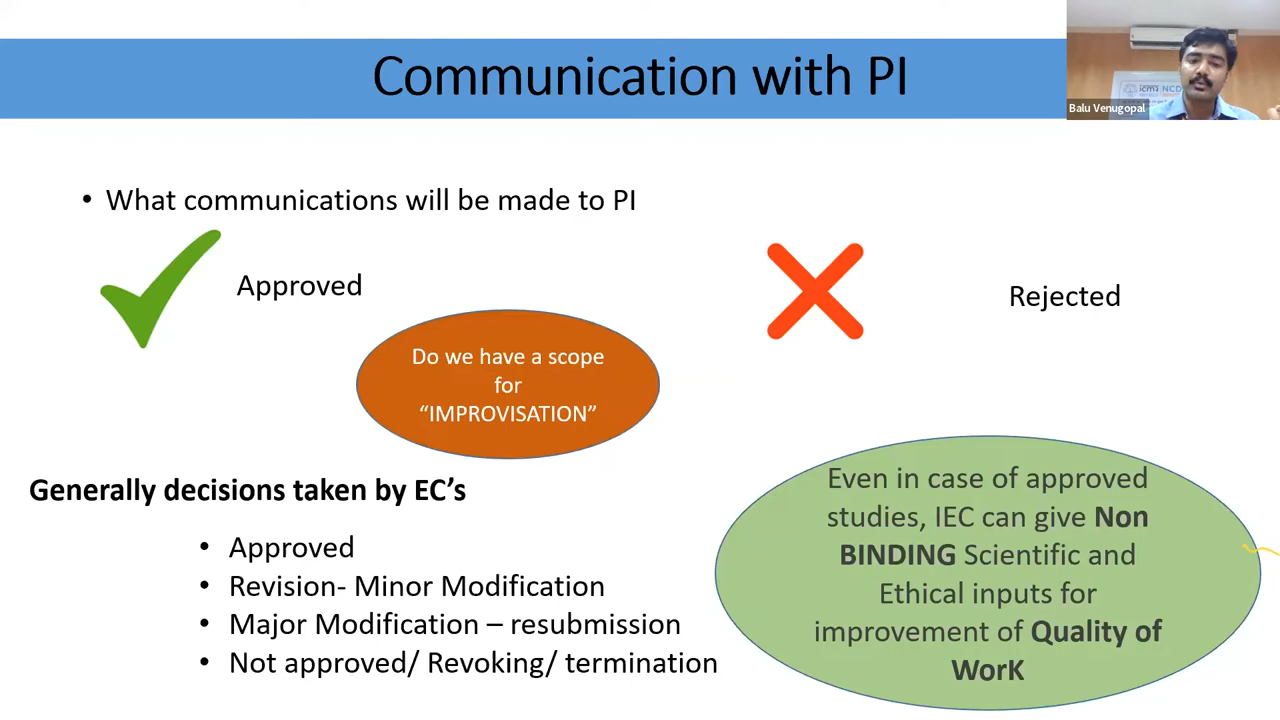 Communication with PI
icmr NCD
Balu Venugopal
• What communications will be made to PI
Approved
Rejected
Do we have a scope
for
“IMPROVISATION”
Generally decisions taken by EC’s
• Approved
• Revision- Minor Modification
• Major Modification – resubmission
• Not approved/ Revoking/ termination
Even in case of approved
studies, IEC can give Non
BINDING Scientific and
Ethical inputs for
improvement of Quality of
WorK